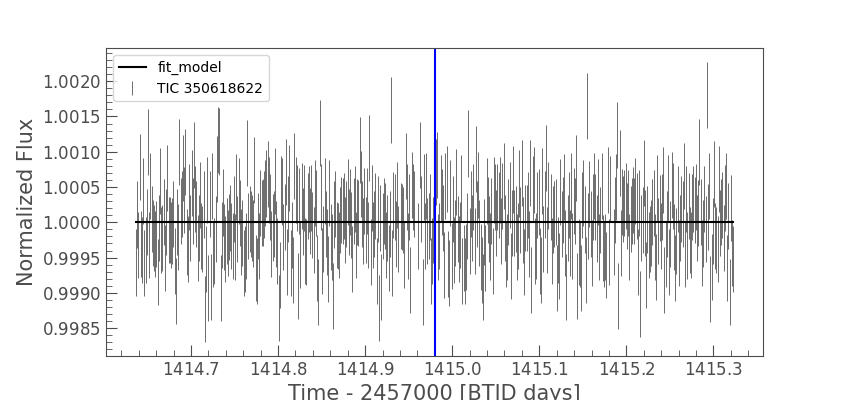 fit_model
TIC 350618622
Normalized Flux
1.0020
1.0015
1.0010
1.0005
1.0000
0.9995
0.9990
0.9985
1414.7 1414.8 1414.9 1415.0 1415.1 1415.2 1415.3
Time - 2457000 [BTJD days]